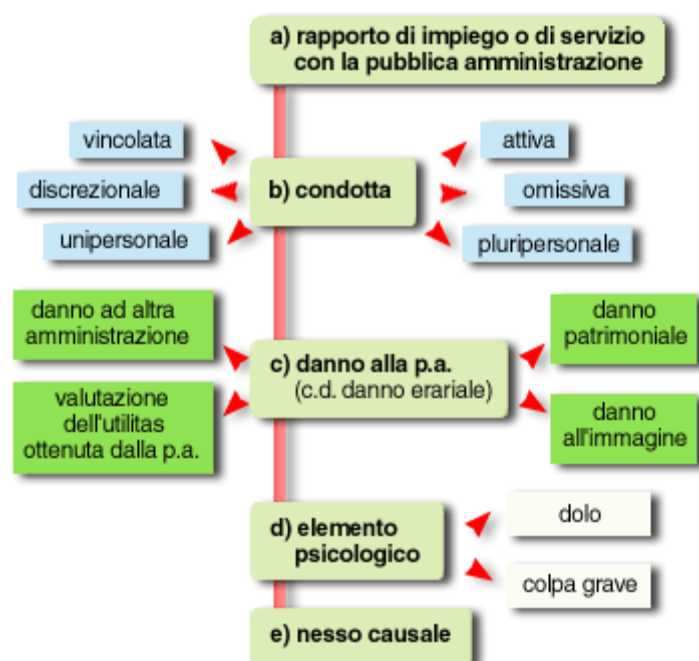 a) rapporto di impiego o di servizio
con la pubblica amministrazione
vincolata
attiva
discrezionale
b) condotta
omissiva
unipersonale
pluripersonale
danno ad altra
amministrazione
danno
patrimoniale
c) danno alla p.a.
(c.d. danno erariale)
valutazione
dell'utilitas
ottenuta dalla p.a.
danno
all'immagine
d) elemento
psicologico
dolo
colpa grave
e) nesso causale